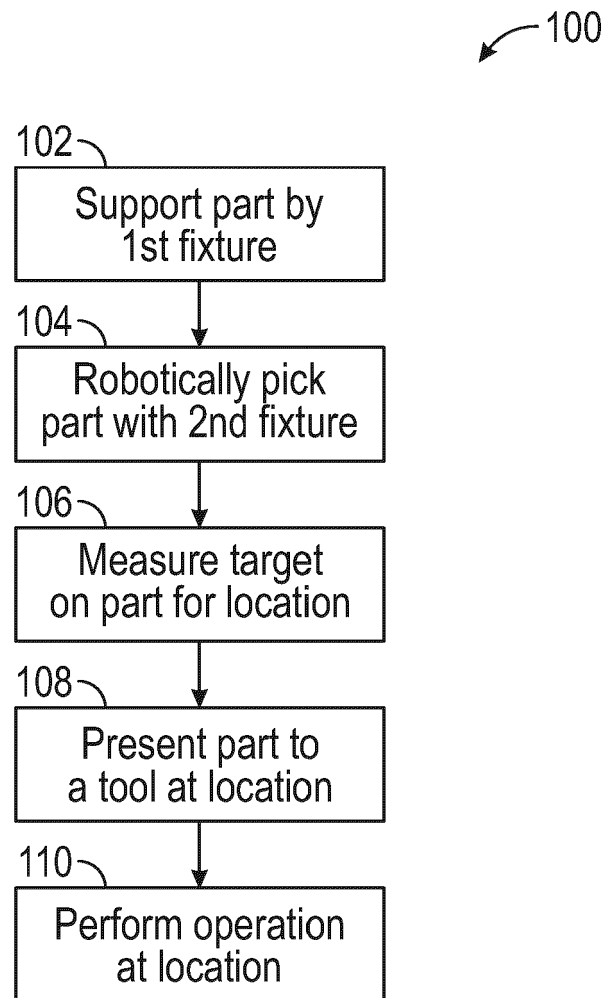 100
102
Support part by
1st fixture
104
Robotically pick
part with 2nd fixture
106
Measure target
on part for location
108
Present part to
a tool at location
110
Perform operation
at location